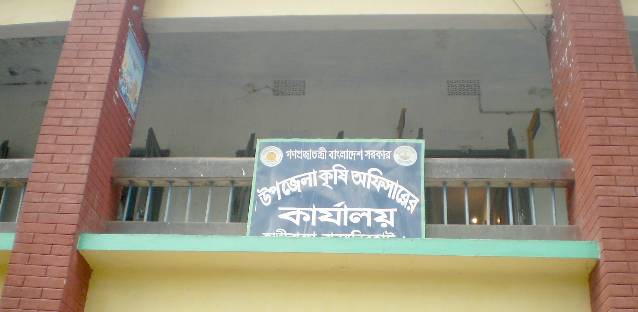 গণপ্রজাতন্ত্রী বাংলাদেশ সরকার
উপজেলা কৃষি অফিসারের
কার্যালয়